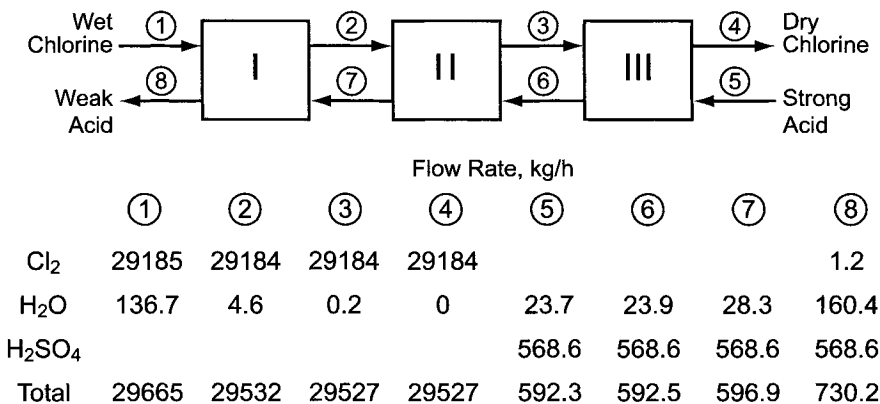 Wet Chlorine ① ② ③ ④ Dry Chlorine
I II III
Weak Acid ⑧ ⑦ ⑥ ⑤ Strong Acid
Flow Rate, kg/h
① ② ③ ④ ⑤ ⑥ ⑦ ⑧
Cl₂ 29185 29184 29184 29184 1.2
H₂O 136.7 4.6 0.2 0 23.7 23.9 28.3 160.4
H₂SO₄ 568.6 568.6 568.6 568.6
Total 29665 29532 29527 29527 592.3 592.5 596.9 730.2